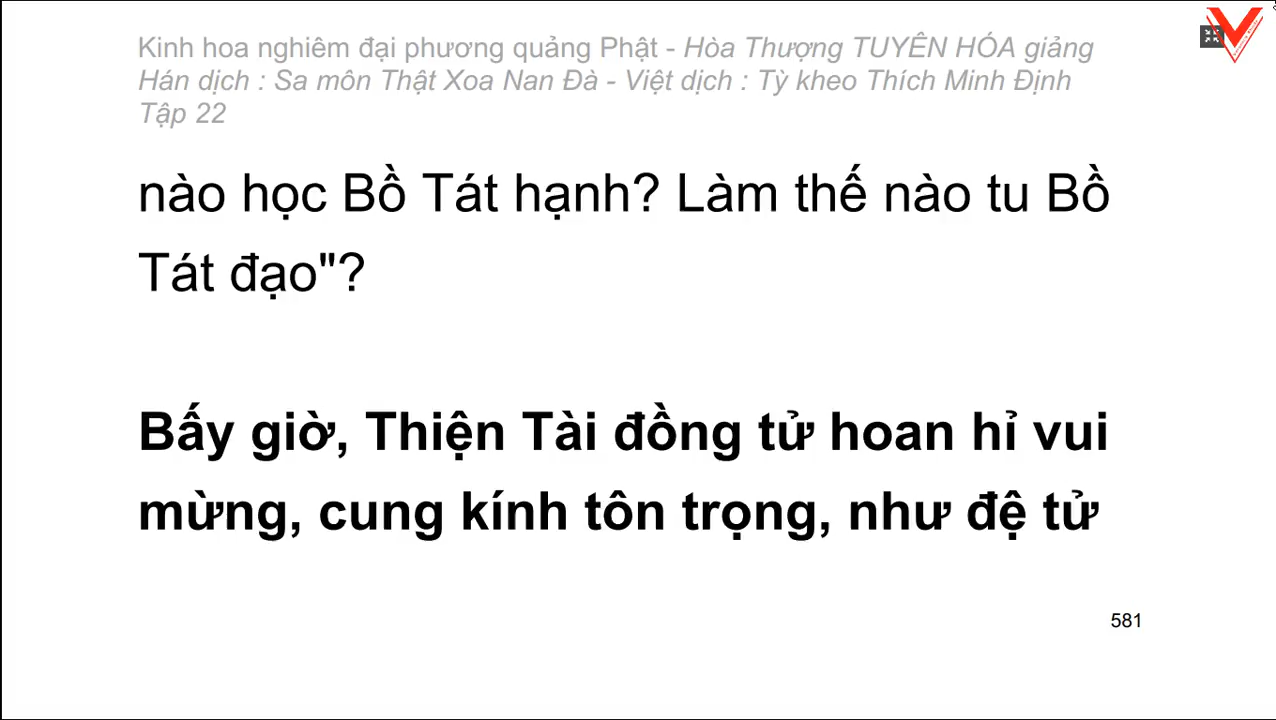 Kinh hoa nghiêm đại phương quảng Phật - Hòa Thượng TUYÊN HÓA giảng
Hán dịch : Sa môn Thật Xoa Nan Đà - Việt dịch : Tỳ kheo Thích Minh Định
Tập 22
nào học Bồ Tát hạnh? Làm thế nào tu Bồ
Tát đạo"?
Bấy giờ, Thiện Tài đồng tử hoan hỉ vui
mừng, cung kính tôn trọng, như đệ tử
581